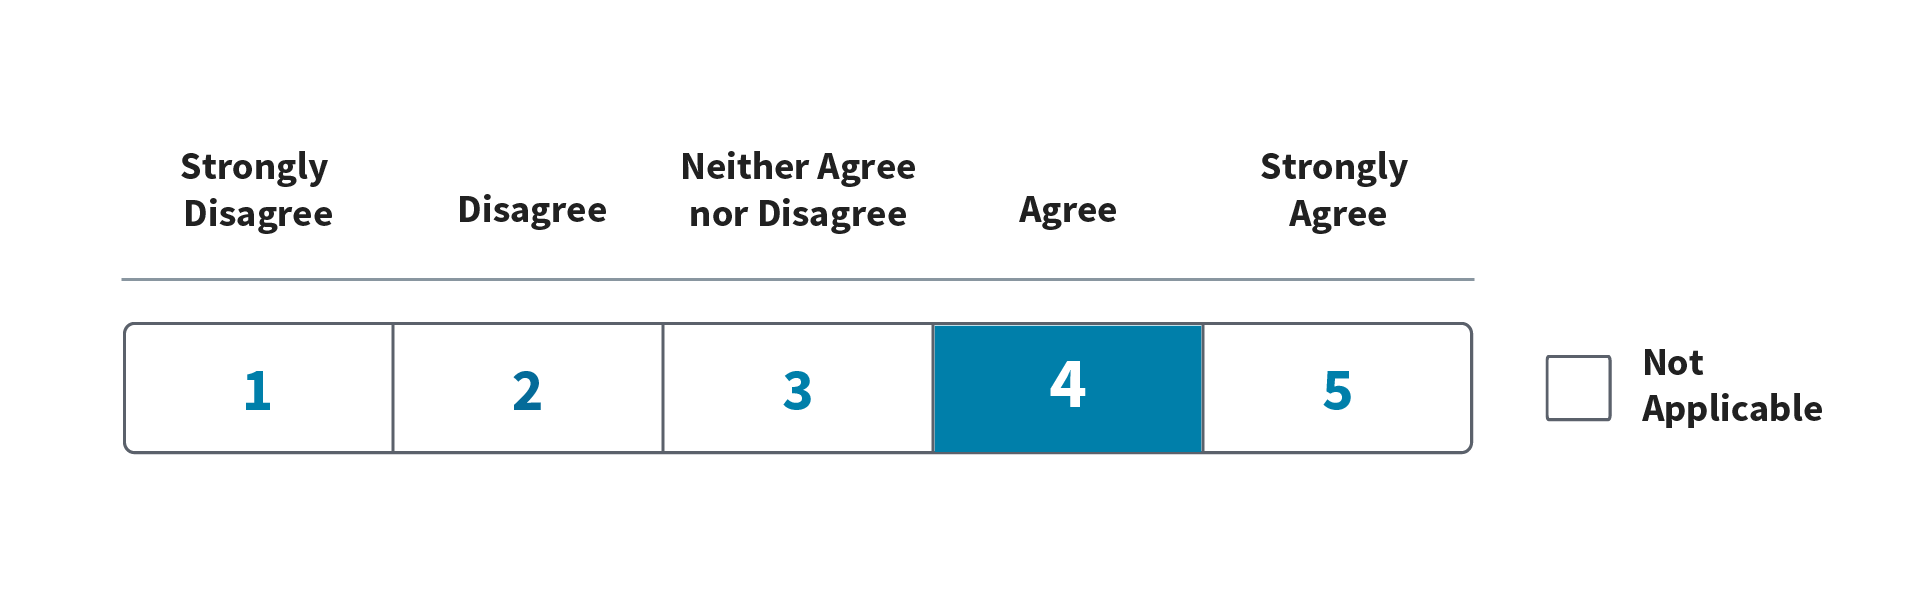 Strongly
Disagree
Disagree
Neither Agree
nor Disagree
Agree
Strongly
Agree
1
2
3
4
5
Not
Applicable